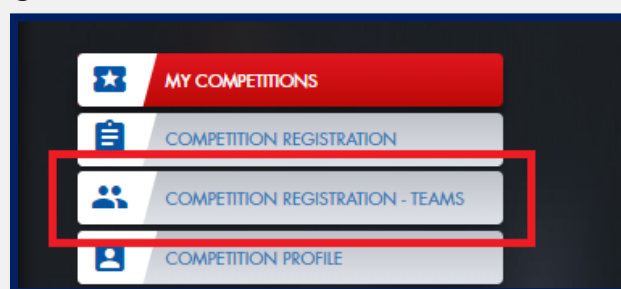 MY COMPETITIONS
COMPETITION REGISTRATION
COMPETITION REGISTRATION - TEAMS
COMPETITION PROFILE